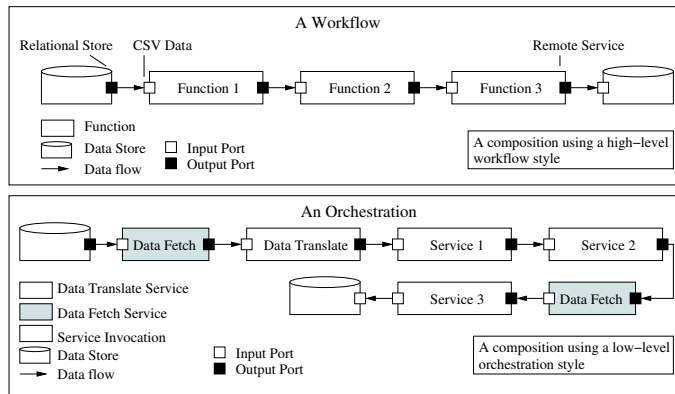 A Workflow
Relational Store
CSV Data
Remote Service
Function 1
Function 2
Function 3
Function
Data Store
Data flow
Input Port
Output Port
A composition using a high−level
workflow style
An Orchestration
Data Fetch
Data Translate
Service 1
Service 2
Service 3
Data Fetch
Data Translate Service
Data Fetch Service
Service Invocation
Data Store
Data flow
Input Port
Output Port
A composition using a low−level
orchestration style